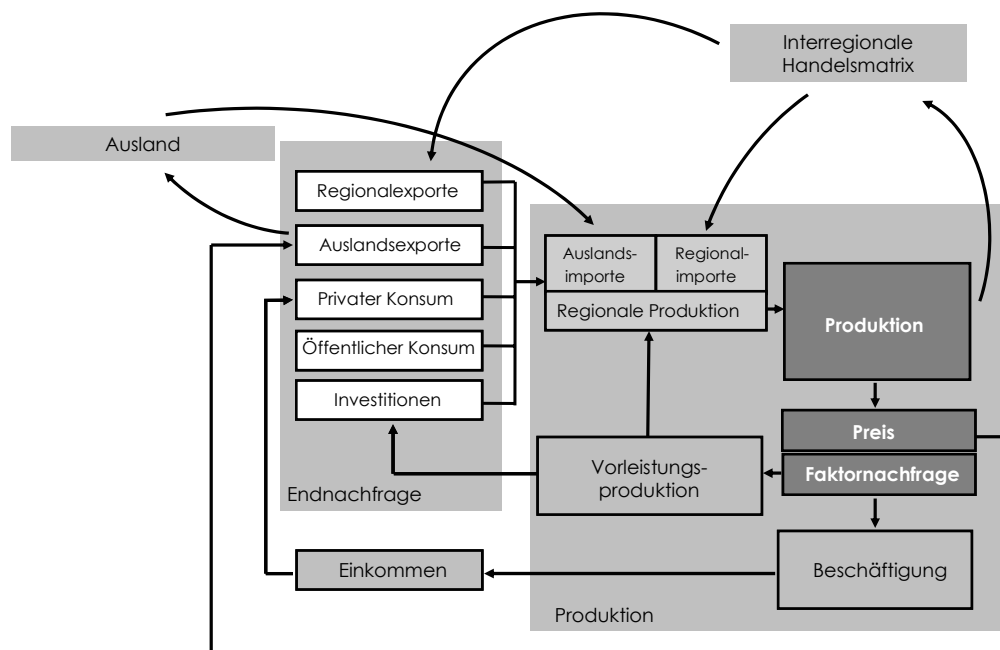 Interregionale
Handelsmatrix
Ausland
Regionalexporte
Auslandsexporte
Privater Konsum
Öffentlicher Konsum
Investitionen
Endnachfrage
Auslands-
importe
Regional-
importe
Regionale Produktion
Produktion
Preis
Faktornachfrage
Vorleistungs-
produktion
Einkommen
Beschäftigung
Produktion